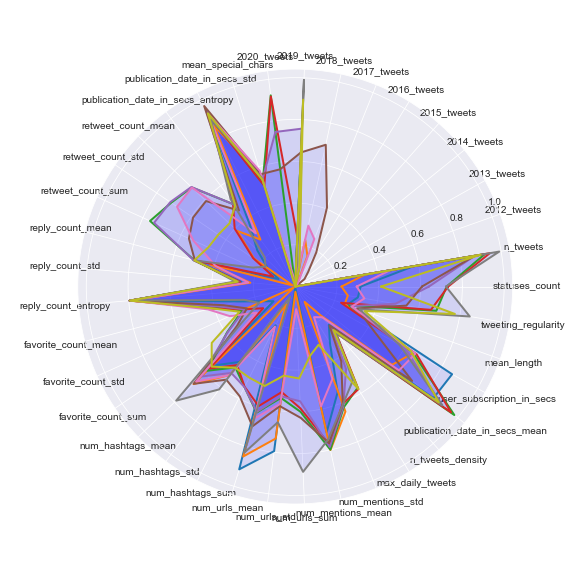 2020_tweets
2019_tweets
2018_tweets
2017_tweets
2016_tweets
2015_tweets
2014_tweets
2013_tweets
2012_tweets
n_tweets
statuses_count
tweeting_regularity
mean_length
user_subscription_in_secs
publication_date_in_secs_mean
n_tweets_density
max_daily_tweets
num_mentions_std
num_mentions_mean
num_urls_sum
num_urls_std
num_urls_mean
num_hashtags_sum
num_hashtags_std
num_hashtags_mean
favorite_count_sum
favorite_count_std
favorite_count_mean
reply_count_entropy
reply_count_std
reply_count_mean
retweet_count_sum
retweet_count_std
retweet_count_mean
publication_date_in_secs_entropy
publication_date_in_secs_std
mean_special_chars
0.2
0.4
0.6
0.8
1.0